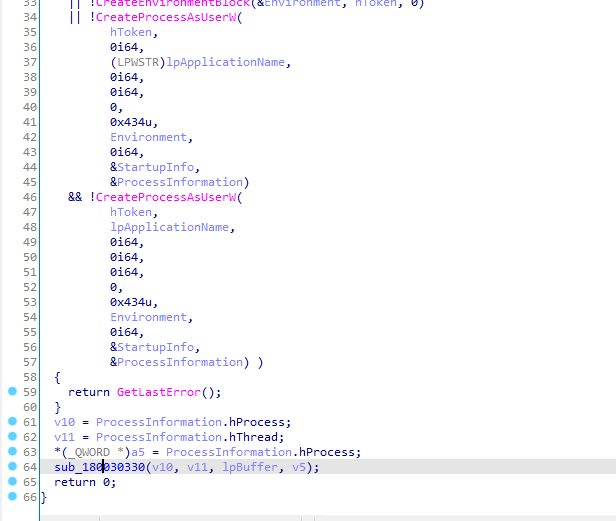 33 || !CreateEnvironmentBlock(&Environment, hToken, 0)
34 || !CreateProcessAsUserW(
35 hToken,
36 0i64,
37 (LPWSTR)lpApplicationName,
38 0i64,
39 0i64,
40 0,
41 0x434u,
42 Environment,
43 0i64,
44 &StartupInfo,
45 &ProcessInformation)
46 && !CreateProcessAsUserW(
47 hToken,
48 lpApplicationName,
49 0i64,
50 0i64,
51 0i64,
52 0,
53 0x434u,
54 Environment,
55 0i64,
56 &StartupInfo,
57 &ProcessInformation) )
58 {
59 return GetLastError();
60 }
61 v10 = ProcessInformation.hProcess;
62 v11 = ProcessInformation.hThread;
63 *(_QWORD *)a5 = ProcessInformation.hProcess;
64 sub_180030330(v10, v11, lpBuffer, v5);
65 return 0;
66 }